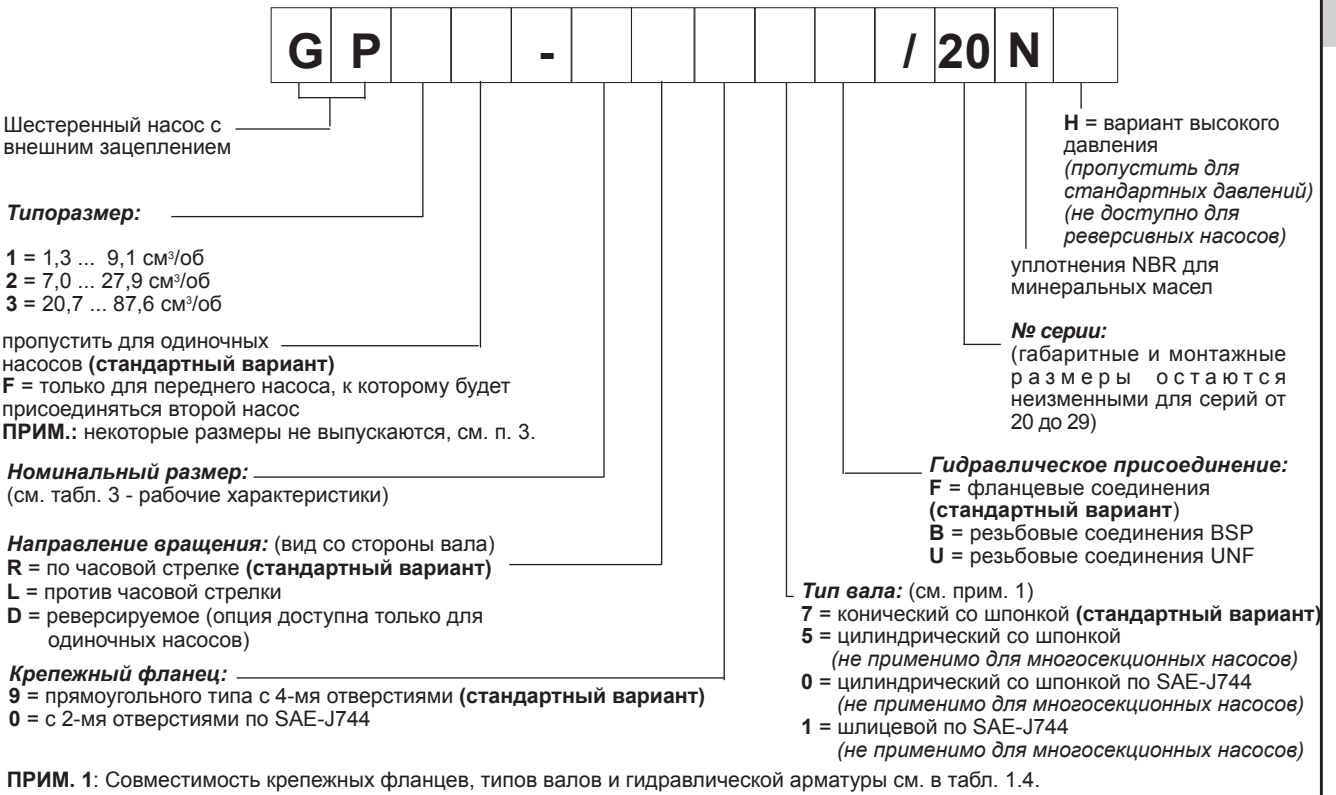 G P - / 20 N
Шестеренный насос с
внешним зацеплением
Типоразмер:
1 = 1,3 ... 9,1 см³/об
2 = 7,0 ... 27,9 см³/об
3 = 20,7 ... 87,6 см³/об
пропустить для одиночных
насосов (стандартный вариант)
F = только для переднего насоса, к которому будет
присоединяться второй насос
ПРИМ.: некоторые размеры не выпускаются, см. п. 3.
Номинальный размер:
(см. табл. 3 - рабочие характеристики)
Направление вращения: (вид со стороны вала)
R = по часовой стрелке (стандартный вариант)
L = против часовой стрелки
D = реверсируемое (опция доступна только для
одиночных насосов)
Крепежный фланец:
9 = прямоугольного типа с 4-мя отверстиями (стандартный вариант)
0 = с 2-мя отверстиями по SAE-J744
H = вариант высокого
давления
(пропустить для
стандартных давлений)
(не доступно для
реверсивных насосов)
уплотнения NBR для
минеральных масел
№ серии:
(габаритные и монтажные
размеры остаются
неизменными для серий от
20 до 29)
Гидравлическое присоединение:
F = фланцевые соединения
(стандартный вариант)
B = резьбовые соединения BSP
U = резьбовые соединения UNF
Тип вала: (см. прим. 1)
7 = конический со шпонкой (стандартный вариант)
5 = цилиндрический со шпонкой
(не применимо для многосекционных насосов)
0 = цилиндрический со шпонкой по SAE-J744
(не применимо для многосекционных насосов)
1 = шлицевой по SAE-J744
(не применимо для многосекционных насосов)
ПРИМ. 1: Совместимость крепежных фланцев, типов валов и гидравлической арматуры см. в табл. 1.4.